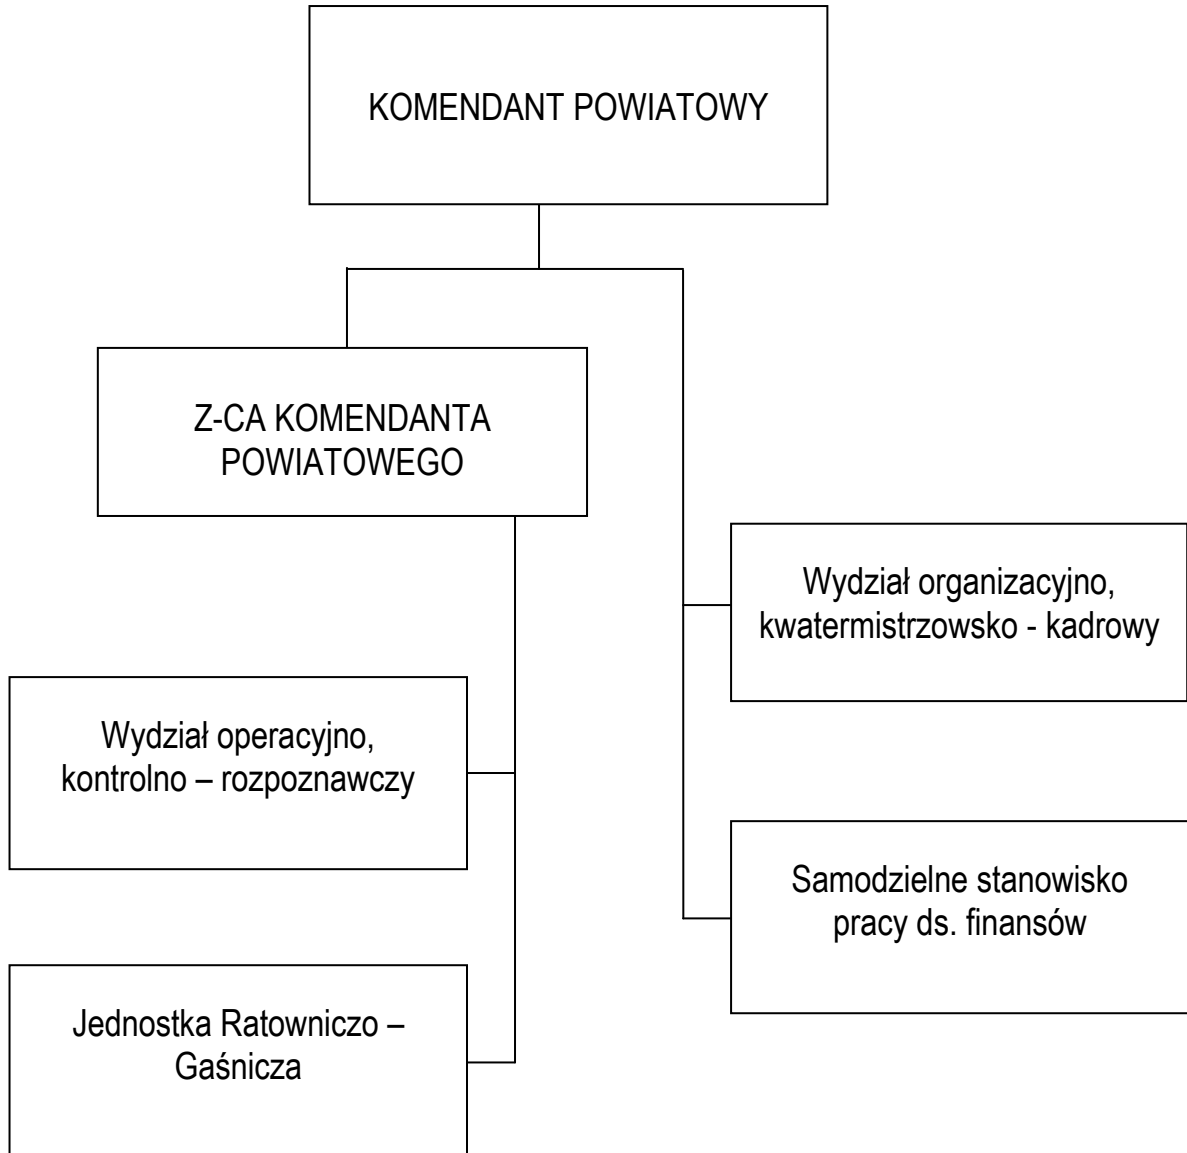 KOMENDANT POWIATOWY
Z-CA KOMENDANTA
POWIATOWEGO
Wydział organizacyjno,
kwatermistrzowsko - kadrowy
Wydział operacyjno,
kontrolno – rozpoznawczy
Samodzielne stanowisko
pracy ds. finansów
Jednostka Ratowniczo –
Gaśnicza